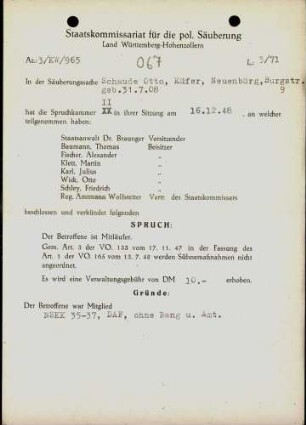 Staatskommissariat für die pol. Säuberung
Land Württemberg-Hohenzollern
Az: 3/KW/965 067 L. 3/71
In der Säuberungssache Schaude Otto, Küfer, Neuenbürg, Burgstr.
geb. 31.7.08 9
II
hat die Spruchkammer XX in ihrer Sitzung am 16.12.48 , an welcher
teilgenommen haben:
Staatsanwalt Dr. Braunger Vorsitzender
Baumann, Thomas Beisitzer
Fischer, Alexander „
Klett, Martin „
Karl, Julius „
Wick, Otto „
Schley, Friedrich „
Reg. Amtmann Wollstetter Vertr. des Staatskommissars
beschlossen und verkündet folgenden
SPRUCH:
Der Betroffene ist Mitläufer.
Gem. Art. 3 der VO. 133 vom 17. 11. 47 in der Fassung des
Art. 1 der VO. 165 vom 13. 7. 48 werden Sühnemaßnahmen nicht
angeordnet.
Es wird eine Verwaltungsgebühr von DM 10.- erhoben.
Gründe:
Der Betroffene war Mitglied
NSKK 35-37, DAF, ohne Rang u. Amt.